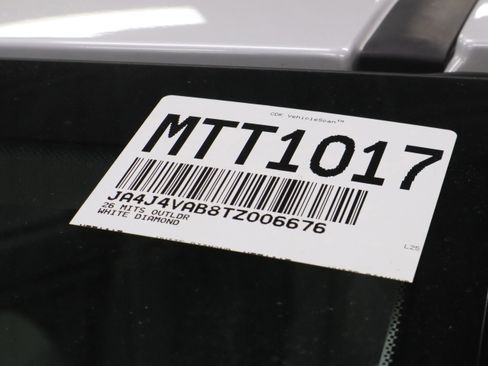 CDK VehicleScan™
MTT1017
JA4J4VAB8TZ006676
26 MITS OUTLDR
WHITE DIAMOND
L25